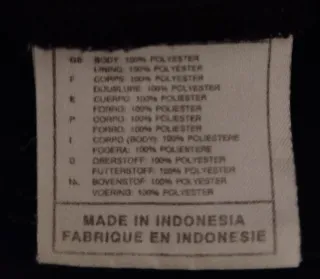 GB BODY: 100% POLYESTER
LINING: 100% POLYESTER
F CORPS: 100% POLYESTER
DOUBLURE: 100% POLYESTER
E CUERPO: 100% POLIESTER
FORRO: 100% POLIESTER
P CORPO: 100% POLIESTER
FORRO: 100% POLIESTER
I CORPO (BODY): 100% POLIESTERE
FODERA: 100% POLIESTERE
D OBERSTOFF: 100% POLYESTER
FUTTERSTOFF: 100% POLYESTER
NL BOVENSTOF: 100% POLYESTER
VOERING: 100% POLYESTER
MADE IN INDONESIA
FABRIQUE EN INDONESIE